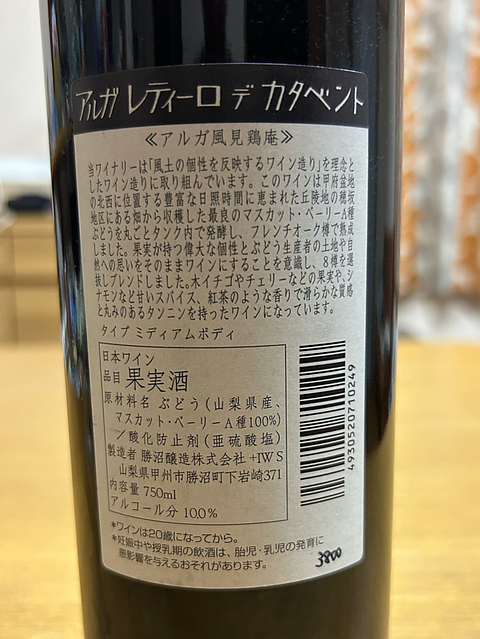 アルガ レティーロ デ カタベント
≪アルガ風見鶏庵≫
当ワイナリーは「風土の個性を反映するワイン造り」を理念と
したワイン造りに取り組んでいます。このワインは甲府盆地
の北西に位置する豊富な日照時間に恵まれた丘陵地の穂坂
地区にある畑から収穫した最良のマスカット・ベーリーA種
ぶどうを丸ごとタンク内で発酵し、フレンチオーク樽で熟成
しました。果実が持つ偉大な個性とぶどう生産者の土地や自
然への思いをそのままワインにすることを意識し、8樽を選
抜しブレンドしました。木イチゴやチェリーなどの果実や、シ
ナモンなど甘いスパイス、紅茶のような香りで滑らかな質感
と丸みのあるタンニンを持ったワインになっています。
タイプ ミディアムボディ
日本ワイン
品目 果実酒
原材料名 ぶどう(山梨県産、
マスカット・ベーリーA種100%)
/酸化防止剤(亜硫酸塩)
製造者 勝沼醸造株式会社 +IWS
山梨県甲州市勝沼町下岩崎371
内容量 750ml
アルコール分 10.0%
4930520710249
*ワインは20歳になってから。
*妊娠中や授乳期の飲酒は、胎児・乳児の発育に
悪影響を与えるおそれがあります。
3800